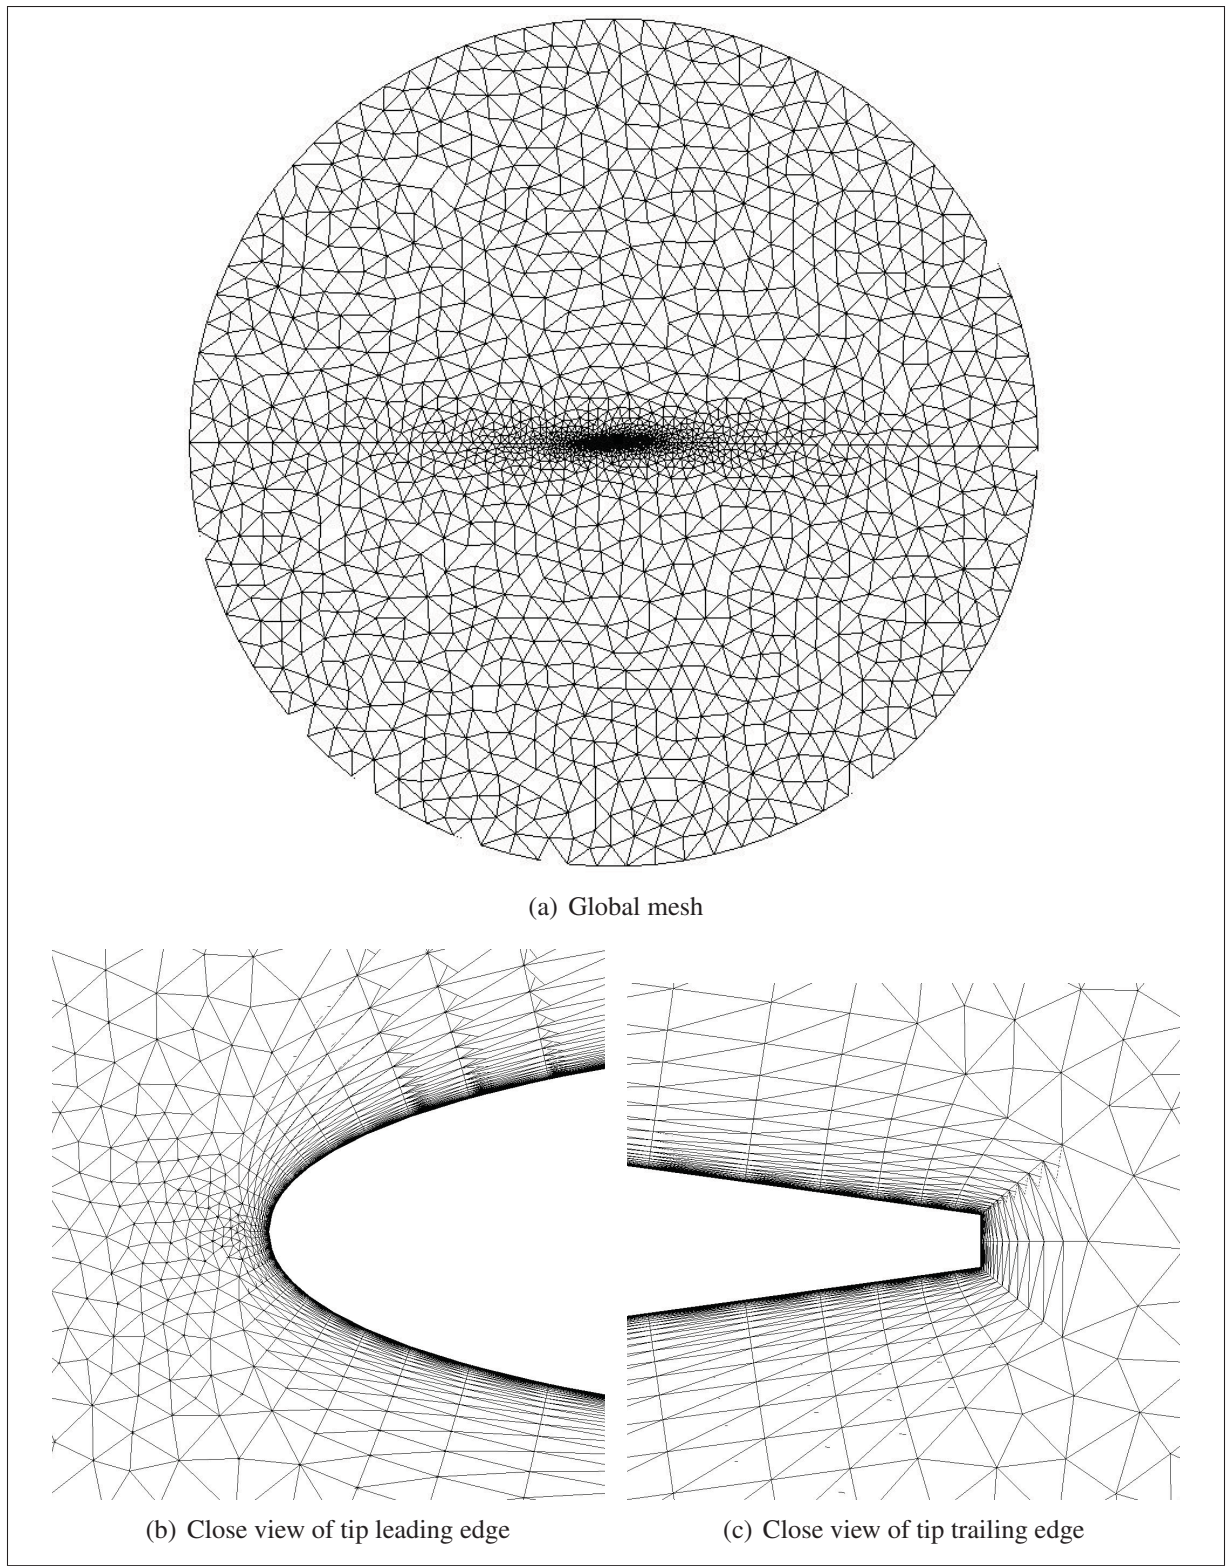 (a) Global mesh
(b) Close view of tip leading edge
(c) Close view of tip trailing edge